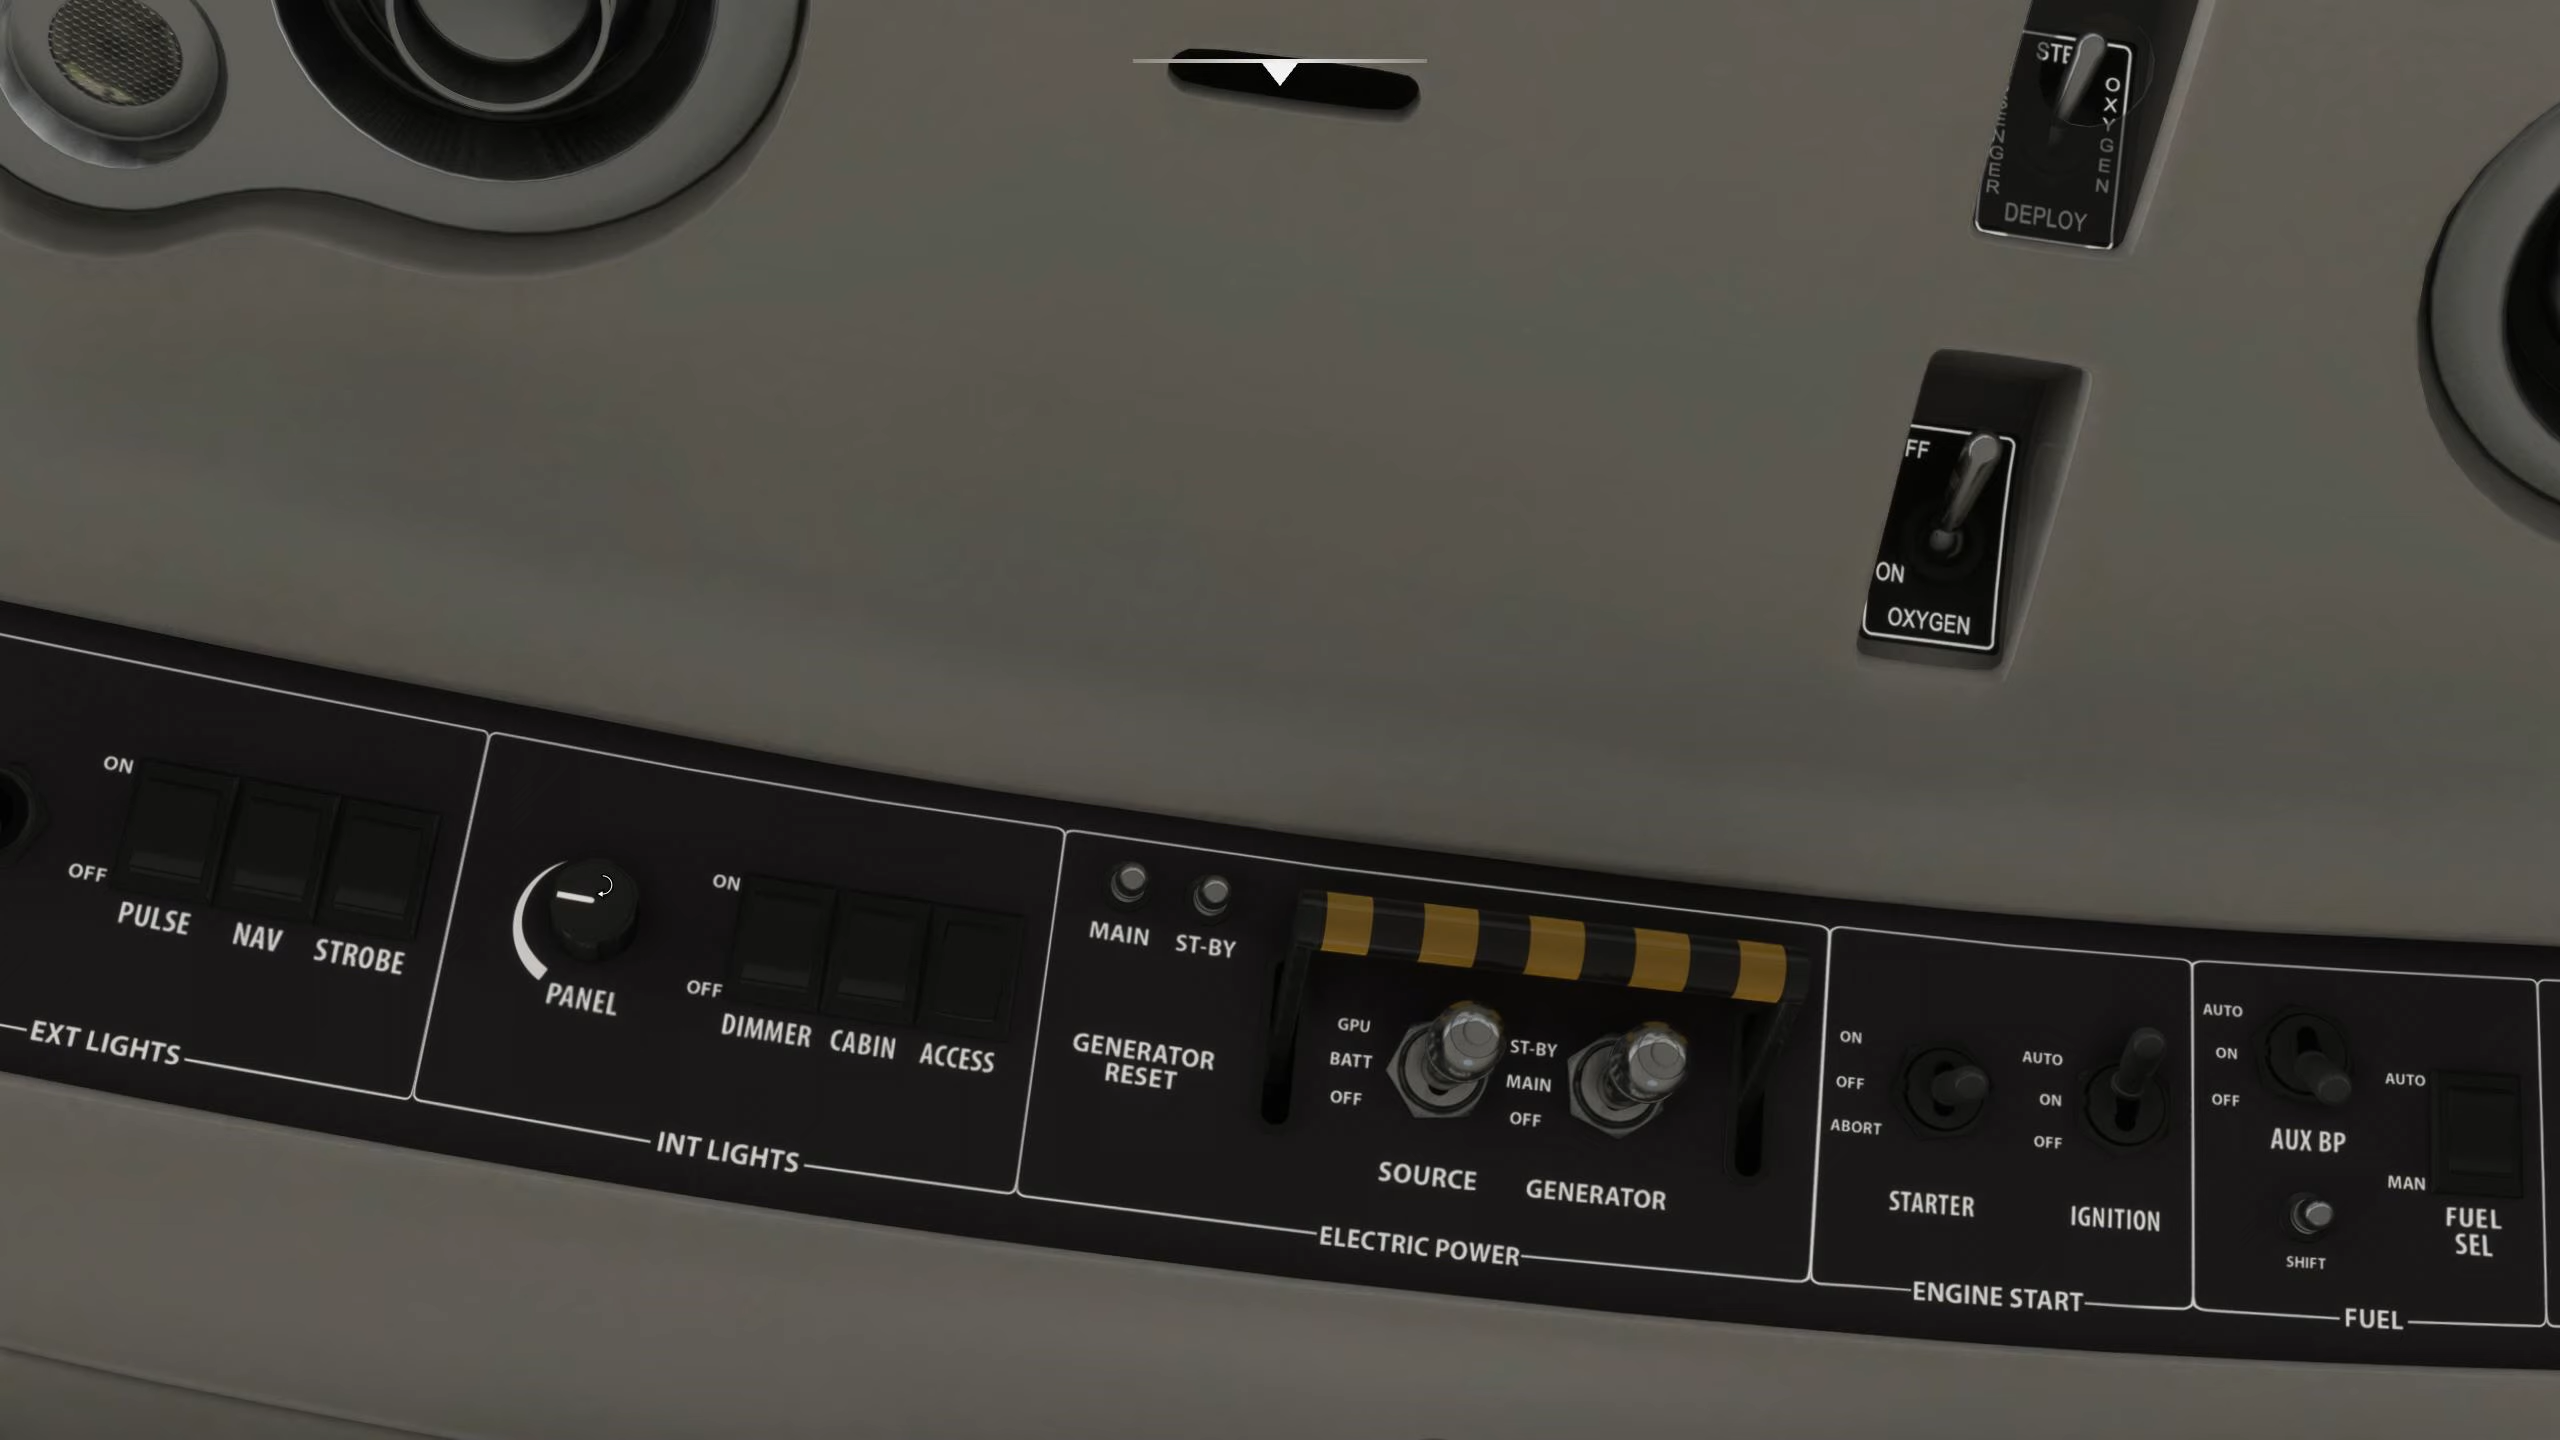 OXYGEN
DEPLOY
ON
OXYGEN
ON
OFF
PULSE
NAV
STROBE
EXT LIGHTS
PANEL
ON
OFF
DIMMER
CABIN
ACCESS
INT LIGHTS
MAIN
ST-BY
GENERATOR
RESET
GPU
BATT
OFF
SOURCE
ST-BY
MAIN
OFF
GENERATOR
ELECTRIC POWER
ON
OFF
ABORT
STARTER
AUTO
ON
OFF
IGNITION
ENGINE START
AUTO
ON
OFF
AUX BP
SHIFT
AUTO
MAN
FUEL
SEL
FUEL